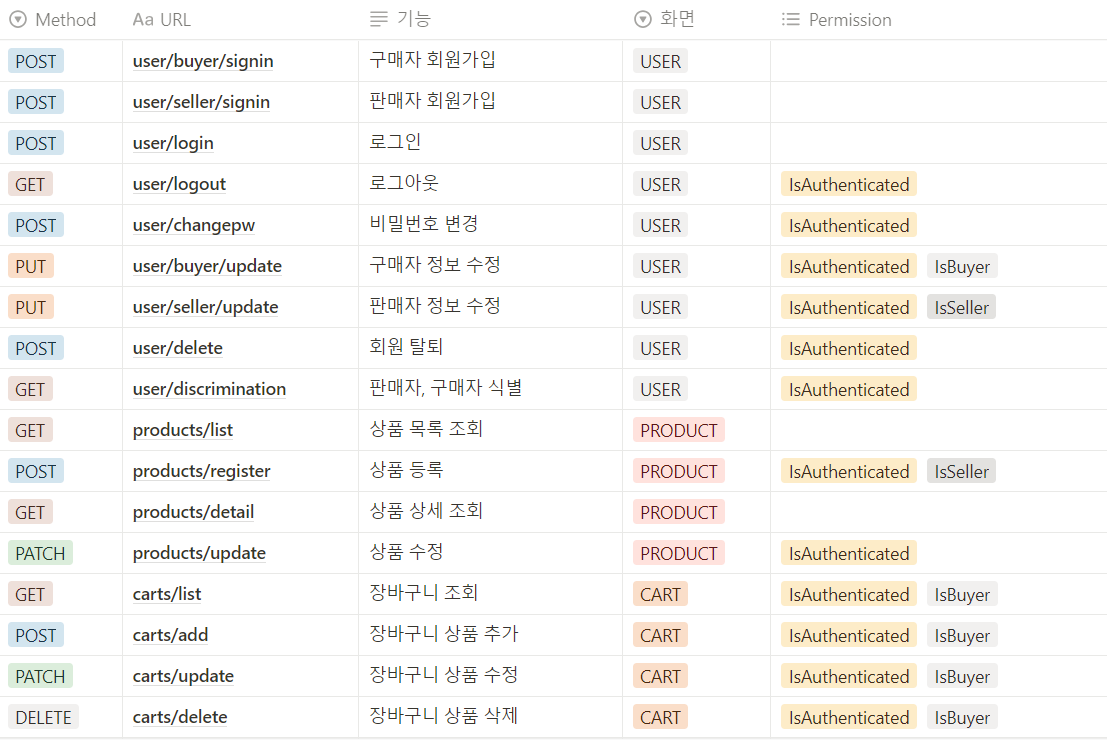 Method Aa URL 기능 화면 Permission
POST user/buyer/signin 구매자 회원가입 USER
POST user/seller/signin 판매자 회원가입 USER
POST user/login 로그인 USER
GET user/logout 로그아웃 USER IsAuthenticated
POST user/changepw 비밀번호 변경 USER IsAuthenticated
PUT user/buyer/update 구매자 정보 수정 USER IsAuthenticated IsBuyer
PUT user/seller/update 판매자 정보 수정 USER IsAuthenticated IsSeller
POST user/delete 회원 탈퇴 USER IsAuthenticated
GET user/discrimination 판매자, 구매자 식별 USER IsAuthenticated
GET products/list 상품 목록 조회 PRODUCT
POST products/register 상품 등록 PRODUCT IsAuthenticated IsSeller
GET products/detail 상품 상세 조회 PRODUCT
PATCH products/update 상품 수정 PRODUCT IsAuthenticated
GET carts/list 장바구니 조회 CART IsAuthenticated IsBuyer
POST carts/add 장바구니 상품 추가 CART IsAuthenticated IsBuyer
PATCH carts/update 장바구니 상품 수정 CART IsAuthenticated IsBuyer
DELETE carts/delete 장바구니 상품 삭제 CART IsAuthenticated IsBuyer